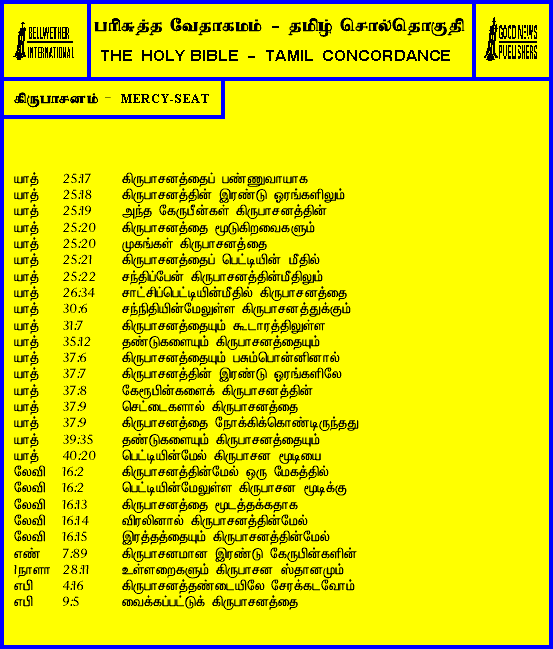 BELLWETHER
INTERNATIONAL
பரிசுத்த வேதாகமம் - தமிழ் சொல்தொகுதி
THE HOLY BIBLE - TAMIL CONCORDANCE
GOOD NEWS
PUBLISHERS
கிருபாசனம் - MERCY-SEAT
யாத் 25:17 கிருபாசனத்தைப் பண்ணுவாயாக
யாத் 25:18 கிருபாசனத்தின் இரண்டு ஓரங்களிலும்
யாத் 25:19 அந்த கேருபீன்கள் கிருபாசனத்தின்
யாத் 25:20 கிருபாசனத்தை மூடுகிறவைகளும்
யாத் 25:20 முகங்கள் கிருபாசனத்தை
யாத் 25:21 கிருபாசனத்தைப் பெட்டியின் மீதில்
யாத் 25:22 சந்திப்பேன் கிருபாசனத்தின்மீதிலும்
யாத் 26:34 சாட்சிப்பெட்டியின்மீதில் கிருபாசனத்தை
யாத் 30:6 சந்நிதியின்மேலுள்ள கிருபாசனத்துக்கும்
யாத் 31:7 கிருபாசனத்தையும் கூடாரத்திலுள்ள
யாத் 35:12 தண்டுகளையும் கிருபாசனத்தையும்
யாத் 37:6 கிருபாசனத்தையும் பசும்பொன்னினால்
யாத் 37:7 கிருபாசனத்தின் இரண்டு ஓரங்களிலே
யாத் 37:8 கேரூபின்களைக் கிருபாசனத்தின்
யாத் 37:9 செட்டைகளால் கிருபாசனத்தை
யாத் 37:9 கிருபாசனத்தை நோக்கிக்கொண்டிருந்தது
யாத் 39:35 தண்டுகளையும் கிருபாசனத்தையும்
யாத் 40:20 பெட்டியின்மேல் கிருபாசன மூடியை
லேவி 16:2 கிருபாசனத்தின்மேல் ஒரு மேகத்தில்
லேவி 16:2 பெட்டியின்மேலுள்ள கிருபாசன மூடிக்கு
லேவி 16:13 கிருபாசனத்தை மூடத்தக்கதாக
லேவி 16:14 விரலினால் கிருபாசனத்தின்மேல்
லேவி 16:15 இரத்தத்தையும் கிருபாசனத்தின்மேல்
எண் 7:89 கிருபாசனமான இரண்டு கேருபின்களின்
1நாளா 28:11 உள்ளறைகளும் கிருபாசன ஸ்தானமும்
எபி 4:16 கிருபாசனத்தண்டையிலே சேரக்கடவோம்
எபி 9:5 வைக்கப்பட்டுக் கிருபாசனத்தை